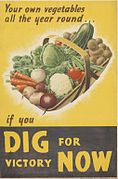 Your own vegetables
all the year round...
if you
DIG FOR
VICTORY NOW